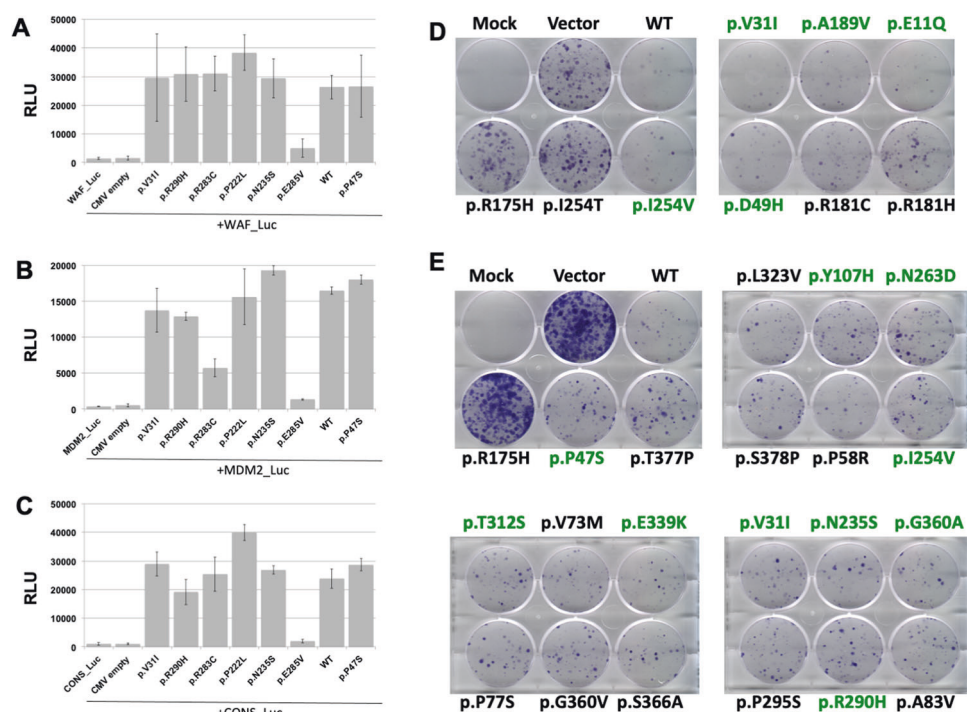 A
RLU
50000
40000
30000
20000
10000
0
WAF_Luc
CMV empty
p.V31I
p.R290H
p.R283C
p.P222L
p.N235S
p.E285V
WT
p.P47S
+WAF_Luc
B
RLU
20000
15000
10000
5000
0
MDM2_Luc
CMV empty
p.V31I
p.R290H
p.R283C
p.P222L
p.N235S
p.E285V
WT
p.P47S
+MDM2_Luc
C
RLU
50000
40000
30000
20000
10000
0
CONS_Luc
CMV empty
p.V31I
p.R290H
p.R283C
p.P222L
p.N235S
p.E285V
WT
p.P47S
+CONS_Luc
D
Mock Vector WT
p.R175H p.I254T p.I254V
p.V31I p.A189V p.E11Q
p.D49H p.R181C p.R181H
E
Mock Vector WT
p.R175H p.P47S p.T377P
p.L323V p.Y107H p.N263D
p.S378P p.P58R p.I254V
p.T312S p.V73M p.E339K
p.P77S p.G360V p.S366A
p.V31I p.N235S p.G360A
p.P295S p.R290H p.A83V